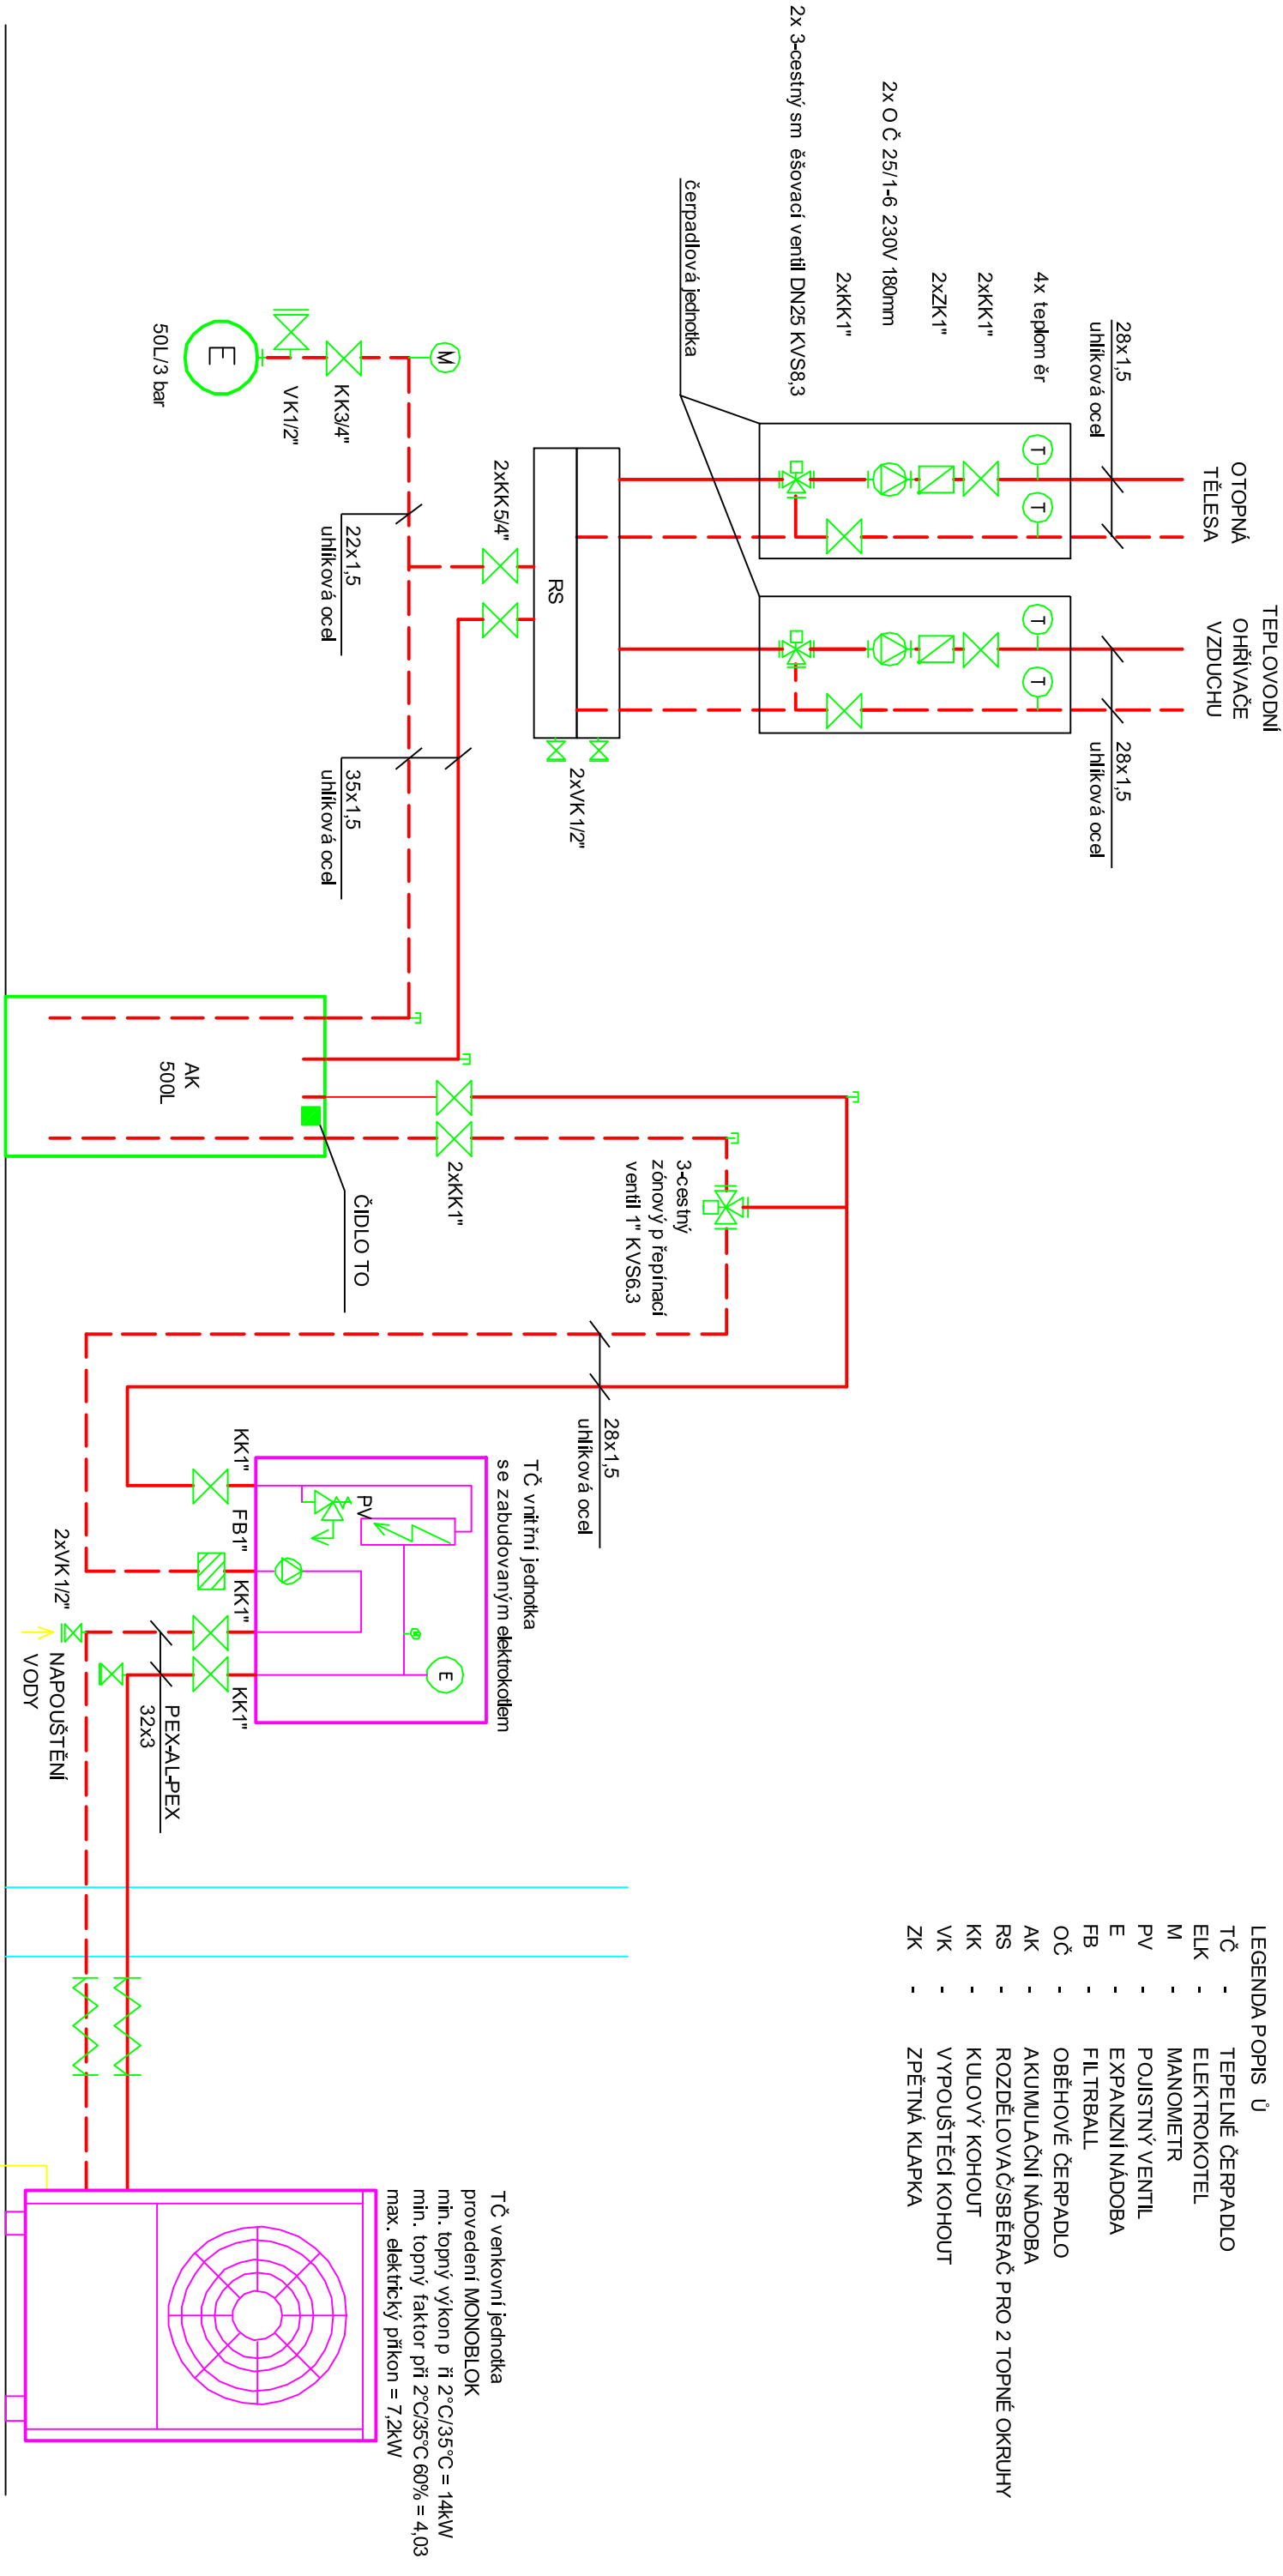 OTOPNÁ
TĚLESA
TEPLOVODNÍ
OHŘÍVAČE
VZDUCHU
28x1,5
uhlíková ocel
28x1,5
uhlíková ocel
4x teploměr
2xKK1"
2xZK1"
2x OČ 25/1-6 230V 180mm
2xKK1"
2x 3-cestný směšovací ventil DN25 KVS8,3
čerpadlová jednotka
T
T
T
T
RS
2xVK1/2"
2xKK5/4"
M
KK3/4"
VK1/2"
E
50L/3 bar
22x1,5
uhlíková ocel
35x1,5
uhlíková ocel
AK
500L
ČIDLO TO
2xKK1"
3-cestný
zónový přepínací
ventil 1" KVS6.3
28x1,5
uhlíková ocel
TČ vnitřní jednotka
se zabudovaným elektrokotlem
PV
E
KK1"
FB1"
KK1"
KK1"
2xVK1/2"
NAPOUŠTĚNÍ
VODY
PEX-AL-PEX
32x3
TČ venkovní jednotka
provedení MONOBLOK
min. topný výkon při 2°C/35°C = 14kW
min. topný faktor při 2°C/35°C 60% = 4,03
max. elektrický příkon = 7,2kW
LEGENDA POPISŮ
TČ - TEPELNÉ ČERPADLO
ELK - ELEKTROKOTEL
M - MANOMETR
PV - POJISTNÝ VENTIL
E - EXPANZNÍ NÁDOBA
FB - FILTRBALL
OČ - OBĚHOVÉ ČERPADLO
AK - AKUMULAČNÍ NÁDOBA
RS - ROZDĚLOVAČ/SBĚRAČ PRO 2 TOPNÉ OKRUHY
KK - KULOVÝ KOHOUT
VK - VYPOUŠTĚCÍ KOHOUT
ZK - ZPĚTNÁ KLAPKA